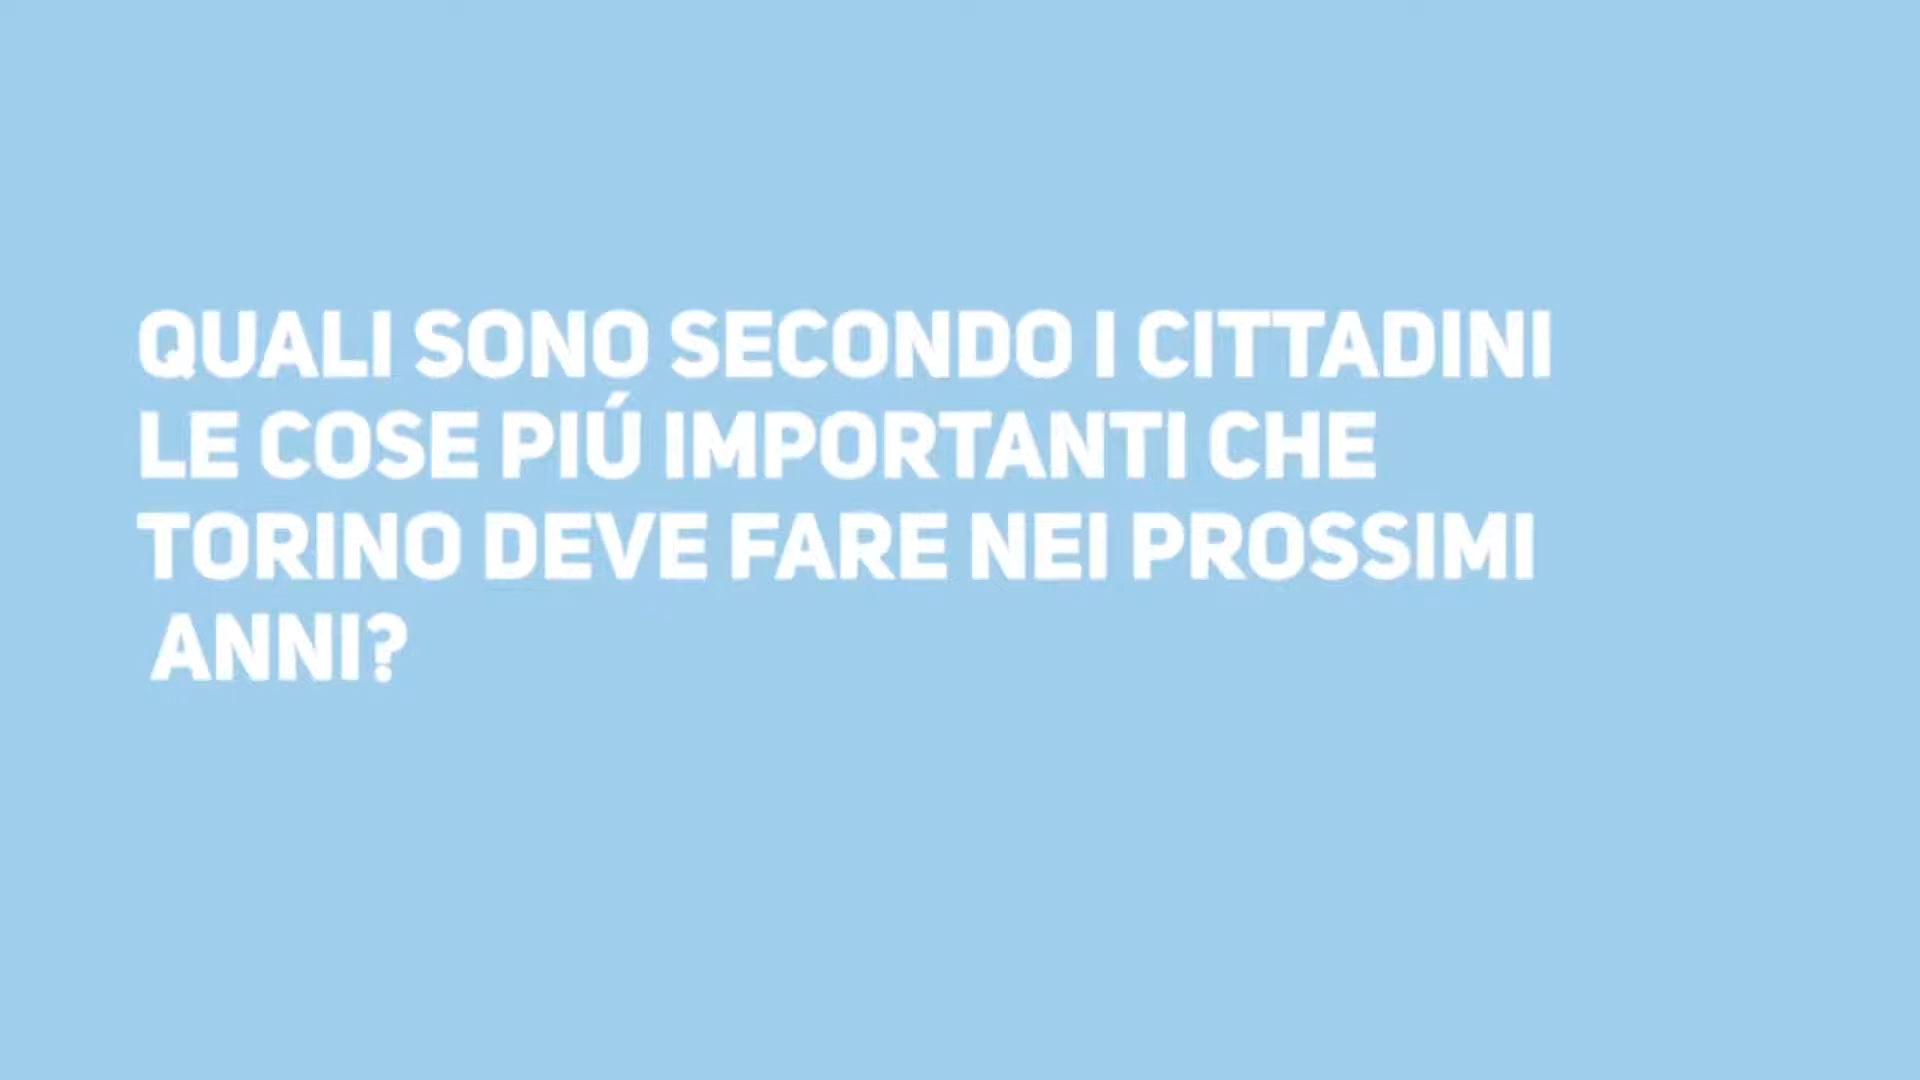 QUALI SONO SECONDO I CITTADINI
LE COSE PIÚ IMPORTANTI CHE
TORINO DEVE FARE NEI PROSSIMI
ANNI?